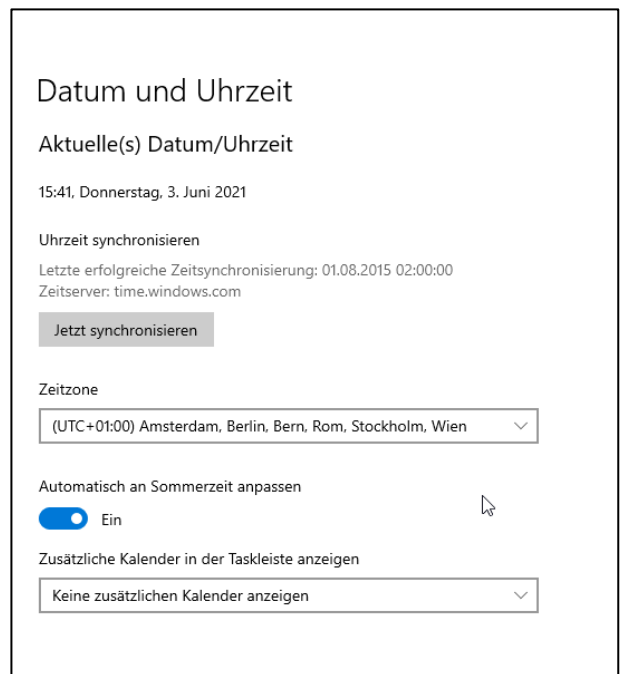 Datum und Uhrzeit
Aktuelle(s) Datum/Uhrzeit
15:41, Donnerstag, 3. Juni 2021
Uhrzeit synchronisieren
Letzte erfolgreiche Zeitsynchronisierung: 01.08.2015 02:00:00
Zeitserver: time.windows.com
Jetzt synchronisieren
Zeitzone
(UTC+01:00) Amsterdam, Berlin, Bern, Rom, Stockholm, Wien
Automatisch an Sommerzeit anpassen
Ein
Zusätzliche Kalender in der Taskleiste anzeigen
Keine zusätzlichen Kalender anzeigen